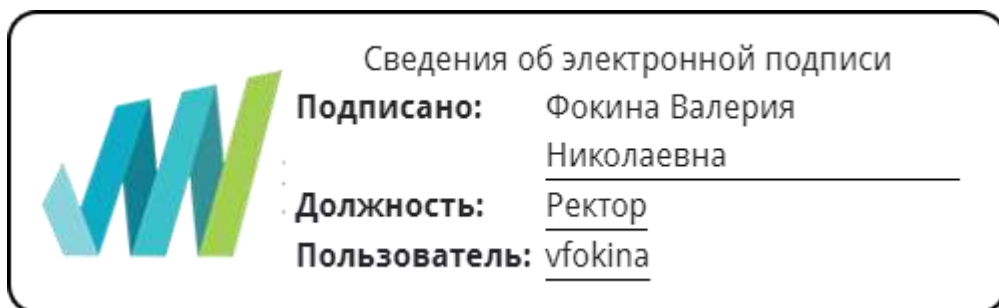 Сведения об электронной подписи
Подписано: Фокина Валерия
Николаевна
Должность: Ректор
Пользователь: vfokina